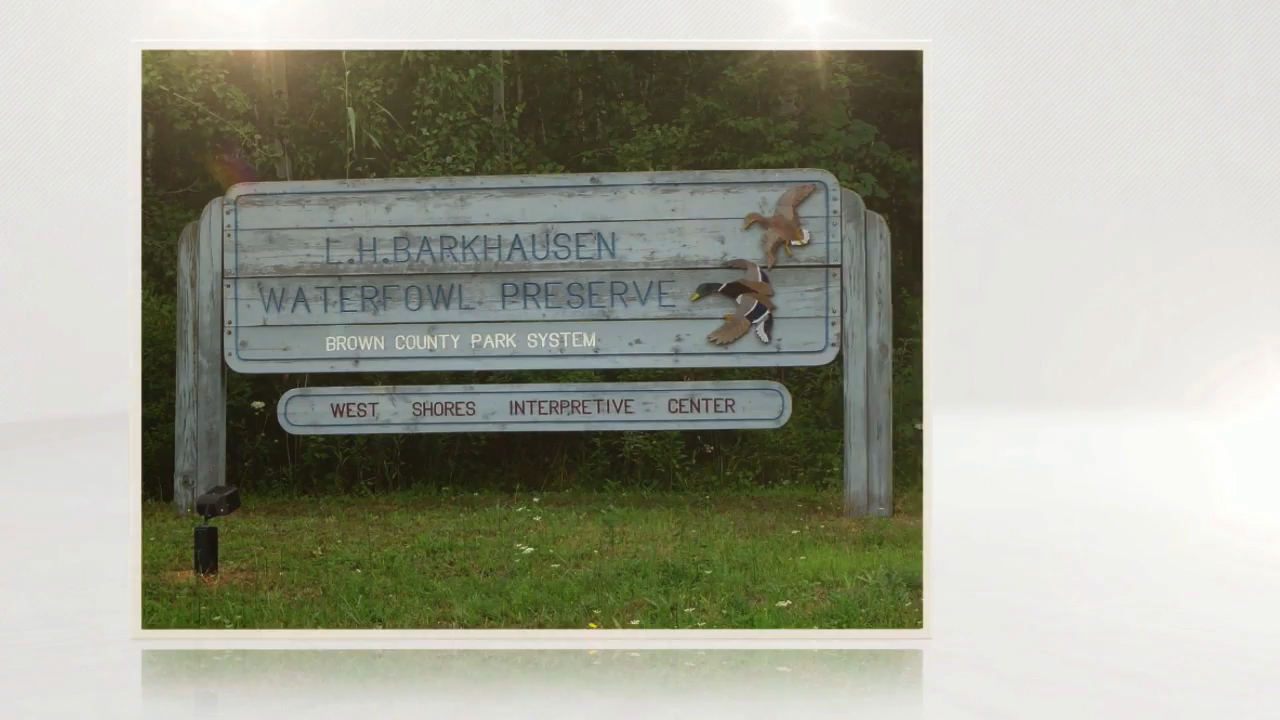 L.H.BARKHAUSEN
WATERFOWL PRESERVE
BROWN COUNTY PARK SYSTEM
WEST SHORES INTERPRETIVE CENTER